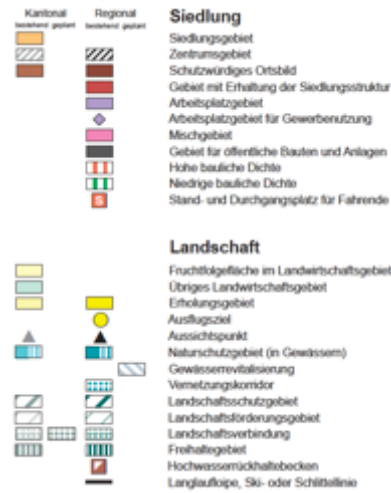 Kantonal Regional
bestehend geplant bestehend geplant
Siedlung
Siedlungsgebiet
Zentrumsgebiet
Schutzwürdiges Ortsbild
Gebiet mit Erhaltung der Siedlungsstruktur
Arbeitsplatzgebiet
Arbeitsplatzgebiet für Gewerbenutzung
Mischgebiet
Gebiet für öffentliche Bauten und Anlagen
Hohe bauliche Dichte
Niedrige bauliche Dichte
S Stand- und Durchgangsplatz für Fahrende
Landschaft
Fruchtfolgefläche im Landwirtschaftsgebiet
Übriges Landwirtschaftsgebiet
Erholungsgebiet
Ausflugsziel
Aussichtspunkt
Naturschutzgebiet (in Gewässern)
Gewässerrevitalisierung
Vernetzungskorridor
Landschaftsschutzgebiet
Landschaftsförderungsgebiet
Landschaftsverbindung
Freihaltegebiet
Hochwasserrückhaltebecken
Langlaufloipe, Ski- oder Schlittellinie